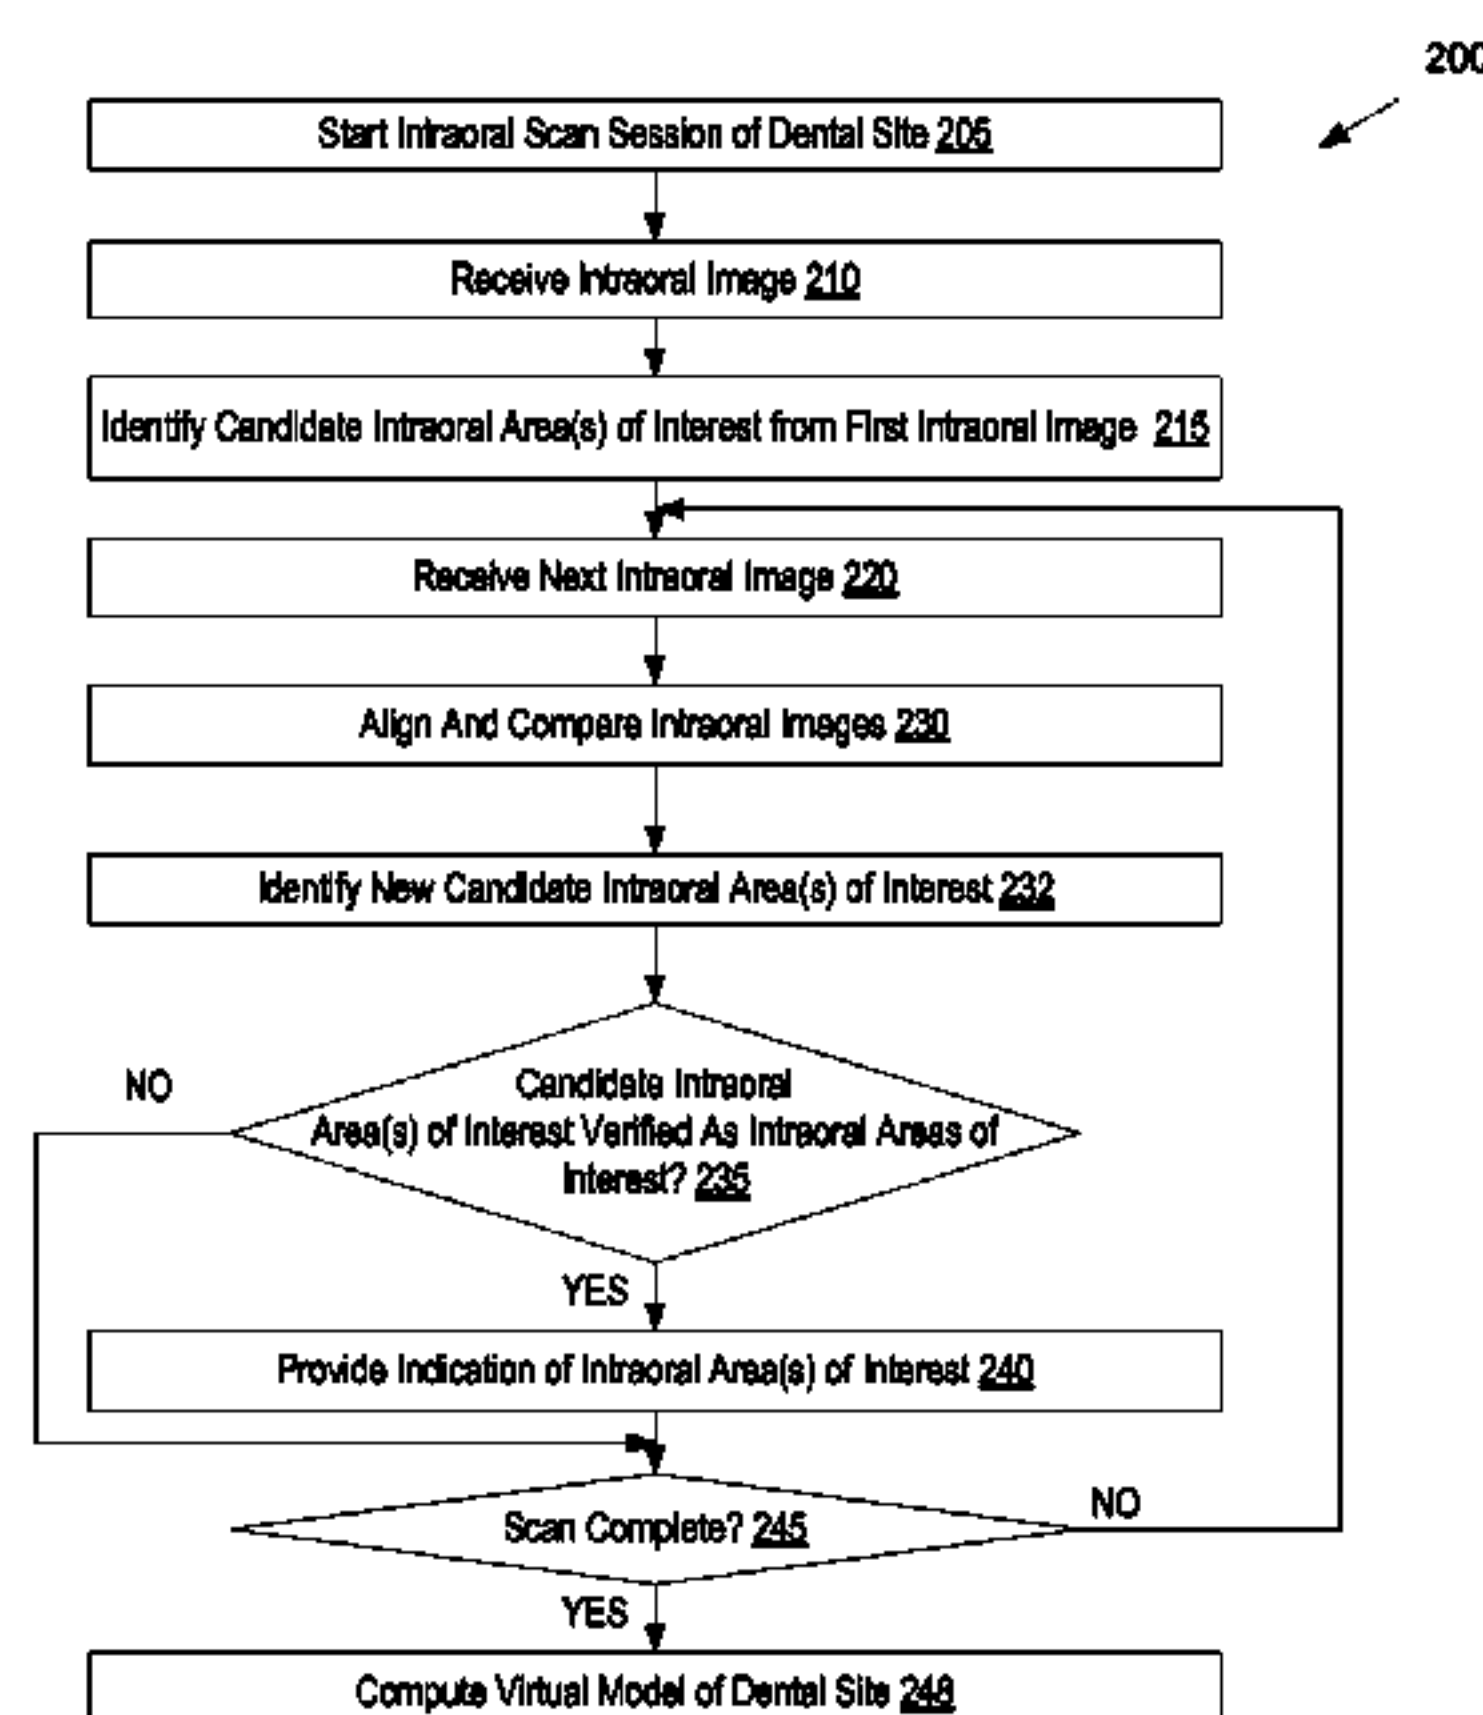 200
Start Intraoral Scan Session of Dental Site 205
Receive Intraoral Image 210
Identify Candidate Intraoral Area(s) of Interest from First Intraoral Image 215
Receive Next Intraoral Image 220
Align And Compare Intraoral Images 230
Identify New Candidate Intraoral Area(s) of Interest 232
NO
Candidate Intraoral
Area(s) of Interest Verified As Intraoral Areas of
Interest? 235
YES
Provide Indication of Intraoral Area(s) of Interest 240
NO
Scan Complete? 245
YES
Compute Virtual Model of Dental Site 248